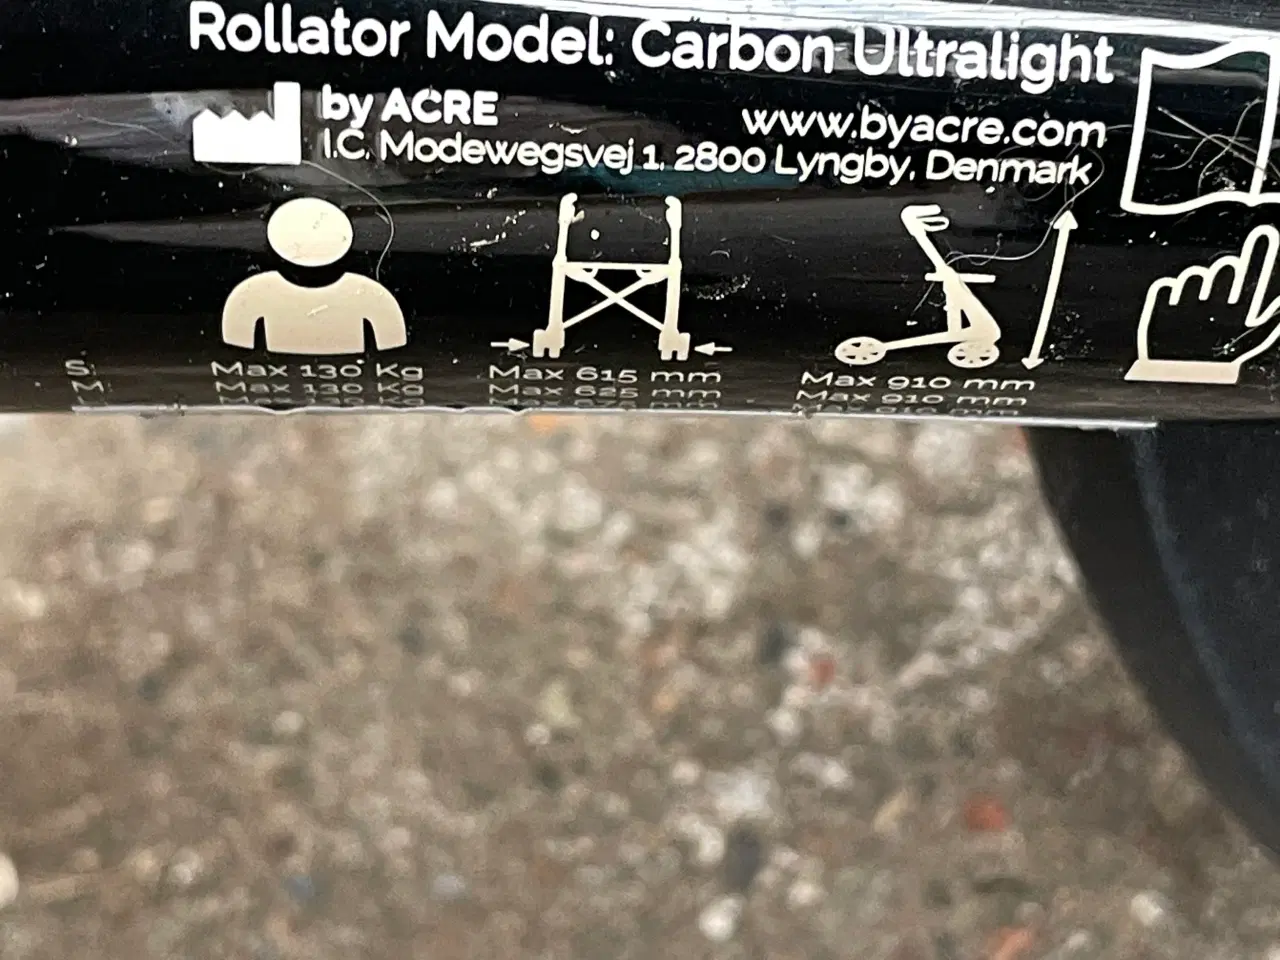 Rollator Model: Carbon Ultralight
by ACRE
www.byacre.com
I.C. Modewegsvej 1, 2800 Lyngby, Denmark
S: Max 130 Kg Max 615 mm Max 910 mm
M: Max 130 Kg Max 625 mm Max 910 mm